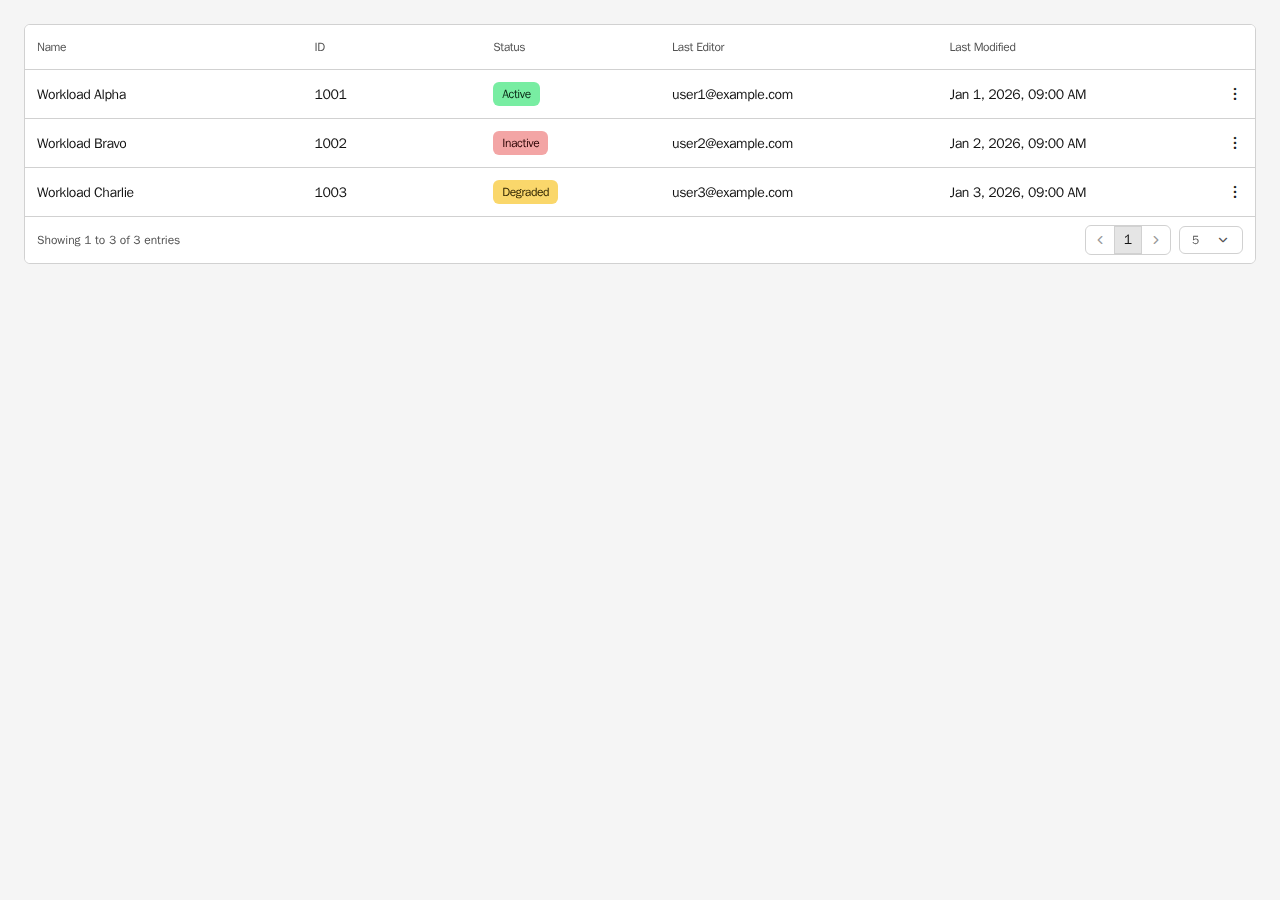 Name ID Status Last Editor Last Modified
Workload Alpha 1001 Active user1@example.com Jan 1, 2026, 09:00 AM
Workload Bravo 1002 Inactive user2@example.com Jan 2, 2026, 09:00 AM
Workload Charlie 1003 Degraded user3@example.com Jan 3, 2026, 09:00 AM
Showing 1 to 3 of 3 entries 1 5